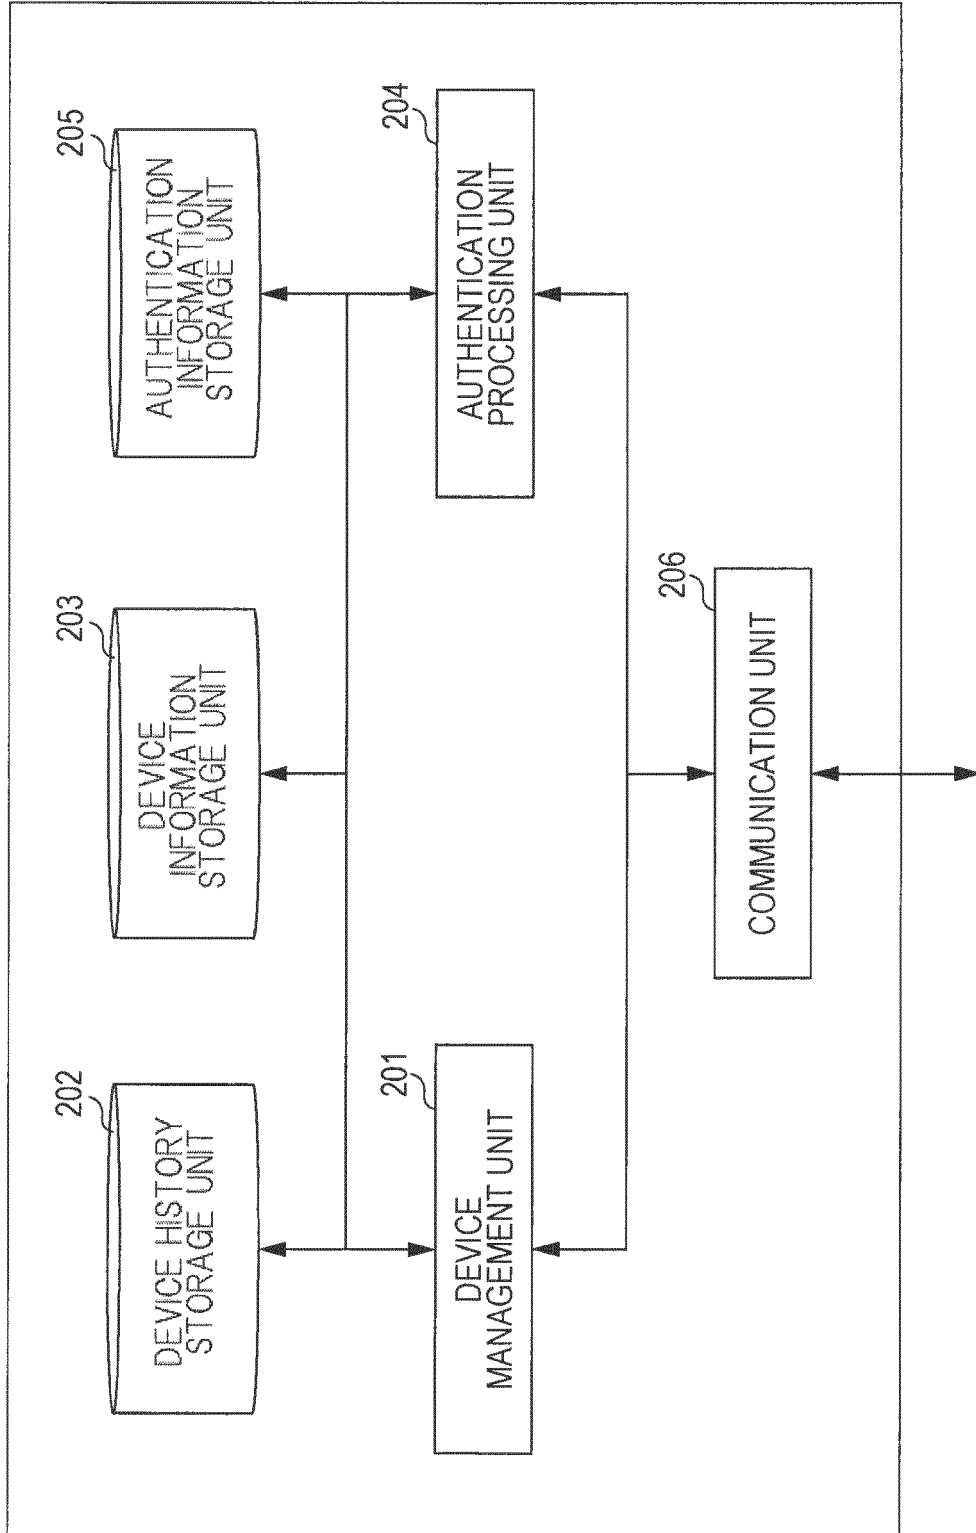 202
DEVICE HISTORY
STORAGE UNIT
203
DEVICE
INFORMATION
STORAGE UNIT
205
AUTHENTICATION
INFORMATION
STORAGE UNIT
201
DEVICE
MANAGEMENT UNIT
204
AUTHENTICATION
PROCESSING UNIT
206
COMMUNICATION UNIT